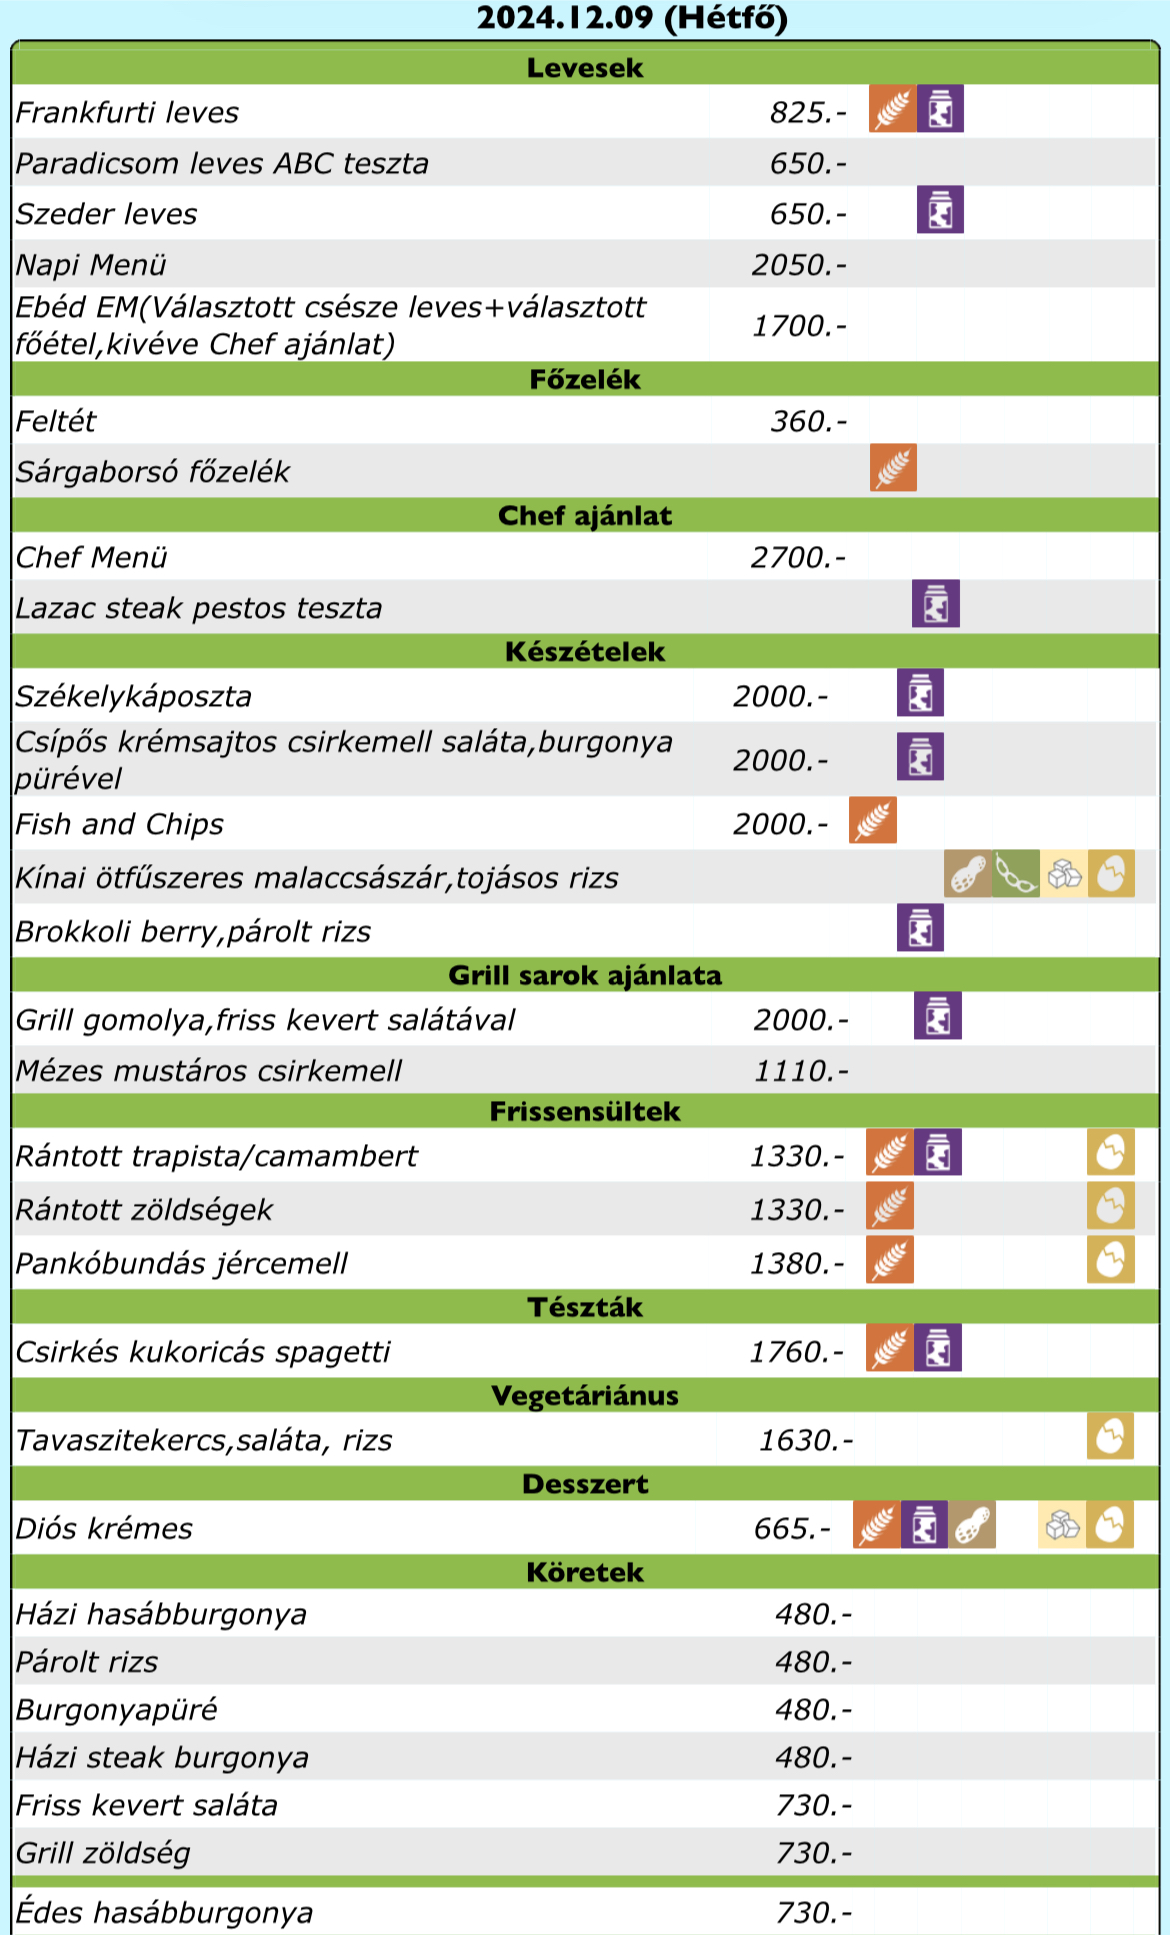 2024.12.09 (Hétfő)
Levesek
Frankfurti leves 825.-
Paradicsom leves ABC teszta 650.-
Szeder leves 650.-
Napi Menü 2050.-
Ebéd EM(Választott csésze leves+választott
főétel,kivéve Chef ajánlat) 1700.-
Főzelék
Feltét 360.-
Sárgaborsó főzelék
Chef ajánlat
Chef Menü 2700.-
Lazac steak pestos teszta
Készételek
Székelykáposzta 2000.-
Csípős krémsajtos csirkemell saláta,burgonya
pürével 2000.-
Fish and Chips 2000.-
Kínai ötfűszeres malaccsászár,tojásos rizs
Brokkoli berry,párolt rizs
Grill sarok ajánlata
Grill gomolya,friss kevert salátával 2000.-
Mézes mustáros csirkemell 1110.-
Frissensültek
Rántott trapista/camambert 1330.-
Rántott zöldségek 1330.-
Pankóbundás jércemell 1380.-
Tészták
Csirkés kukoricás spagetti 1760.-
Vegetáriánus
Tavaszitekercs,saláta, rizs 1630.-
Desszert
Diós krémes 665.-
Köretek
Házi hasábburgonya 480.-
Párolt rizs 480.-
Burgonyapüré 480.-
Házi steak burgonya 480.-
Friss kevert saláta 730.-
Grill zöldség 730.-
Édes hasábburgonya 730.-